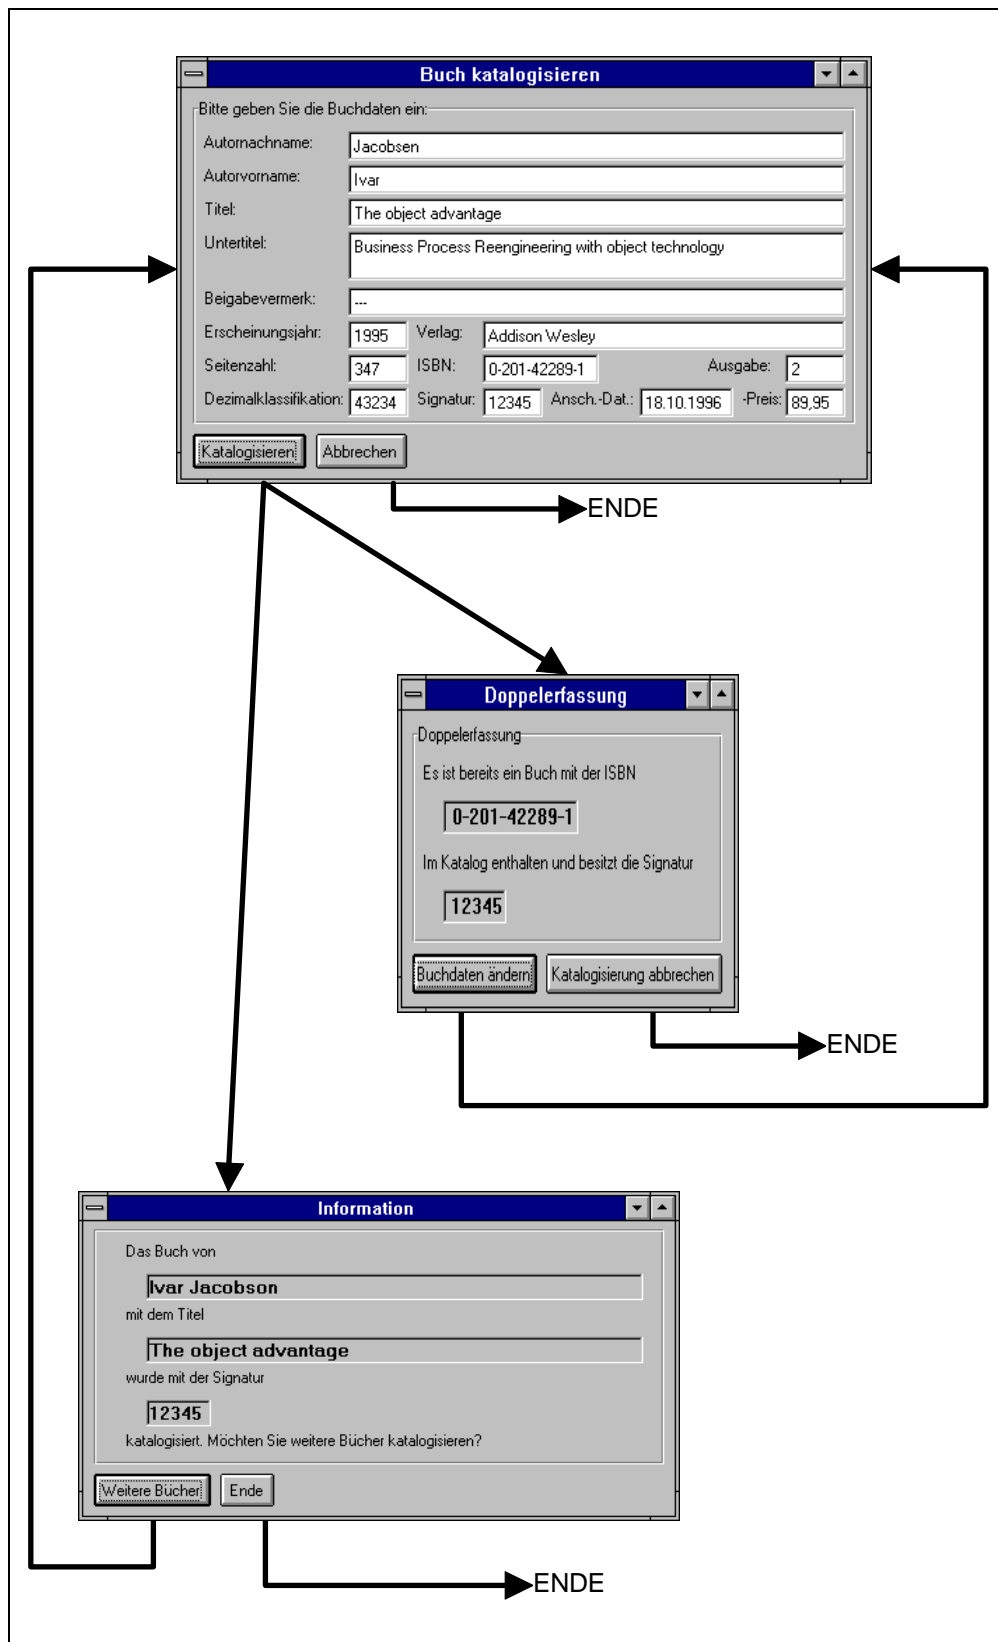 Buch katalogisieren
Bitte geben Sie die Buchdaten ein:
Autornachname: Jacobsen
Autorvorname: Ivar
Titel: The object advantage
Untertitel: Business Process Reengineering with object technology
Beigabevermerk: ---
Erscheinungsjahr: 1995 Verlag: Addison Wesley
Seitenzahl: 347 ISBN: 0-201-42289-1 Ausgabe: 2
Dezimalklassifikation: 43234 Signatur: 12345 Ansch.-Dat.: 18.10.1996 -Preis: 89,95
Katalogisieren Abbrechen
ENDE
Doppelerfassung
Doppelerfassung
Es ist bereits ein Buch mit der ISBN
0-201-42289-1
Im Katalog enthalten und besitzt die Signatur
12345
Buchdaten ändern Katalogisierung abbrechen
ENDE
Information
Das Buch von
Ivar Jacobson
mit dem Titel
The object advantage
wurde mit der Signatur
12345
katalogisiert. Möchten Sie weitere Bücher katalogisieren?
Weitere Bücher Ende
ENDE